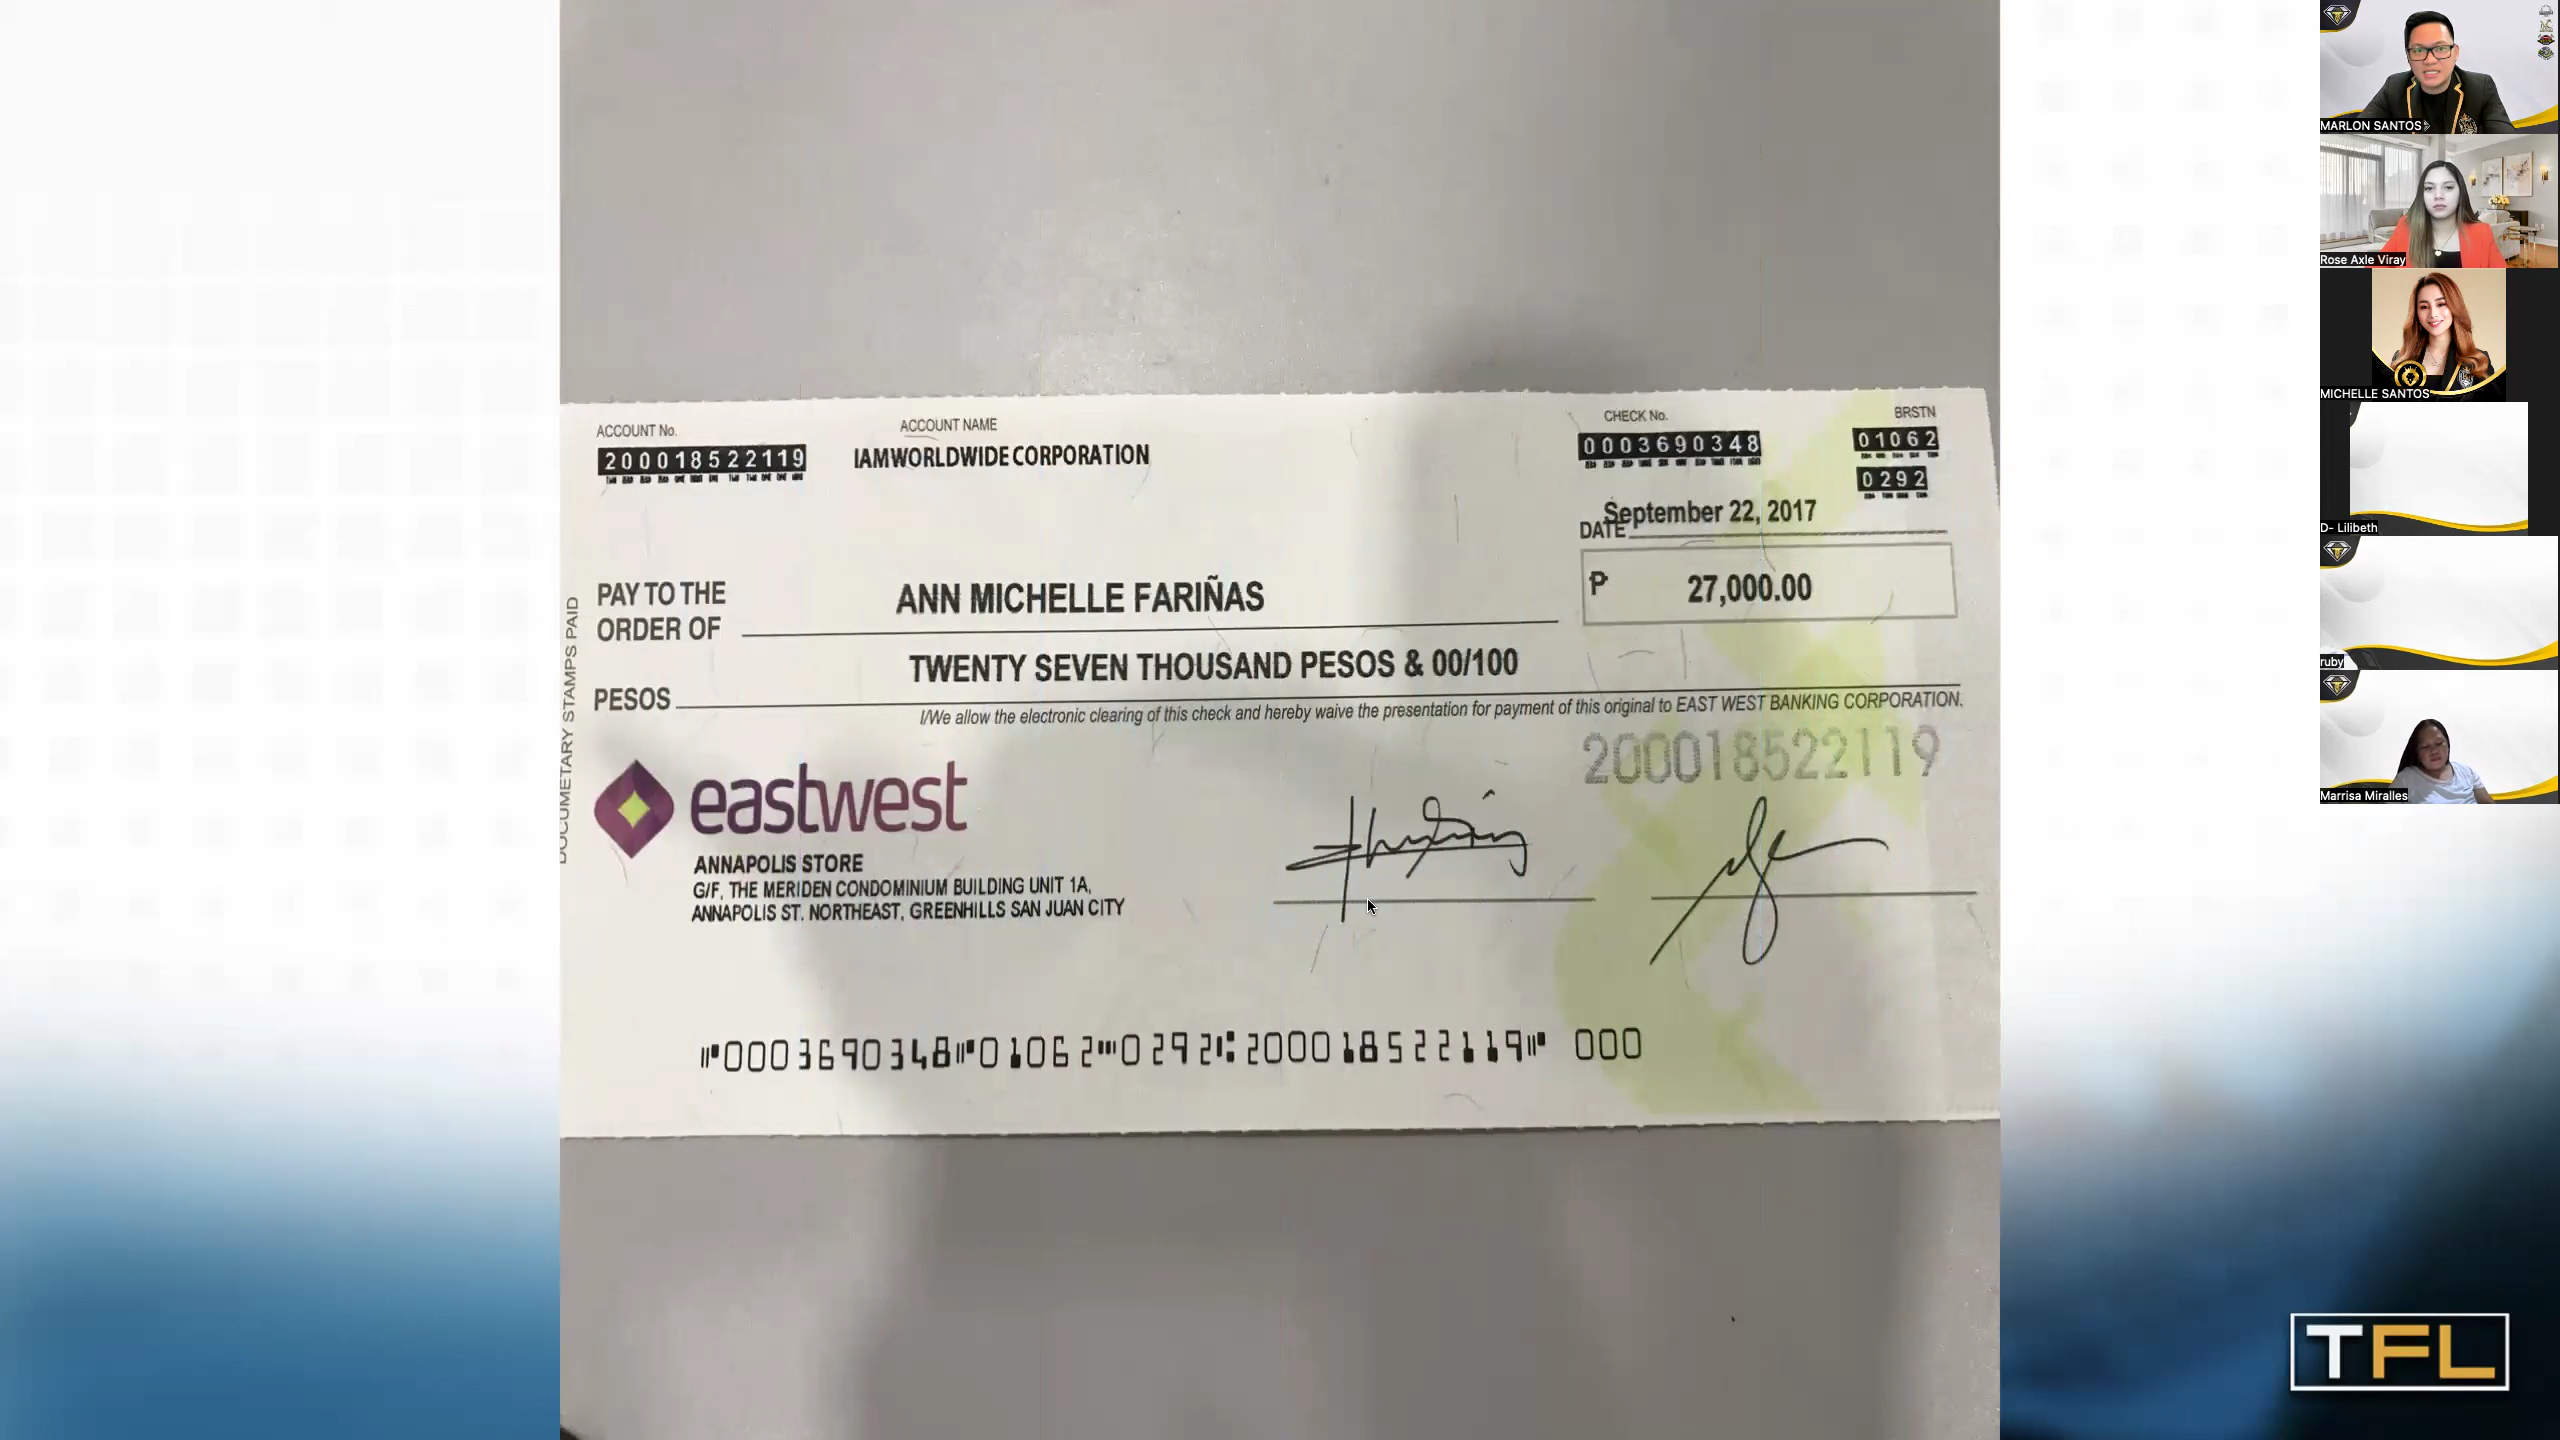 ACCOUNT No.
200018522119
ACCOUNT NAME
IAMWORLDWIDE CORPORATION
CHECK No.
0003690348
BRSTN
01062
0292
DATE September 22, 2017
PAY TO THE
ORDER OF
ANN MICHELLE FARIÑAS
₱ 27,000.00
PESOS TWENTY SEVEN THOUSAND PESOS & 00/100
I/We allow the electronic clearing of this check and hereby waive the presentation for payment of this original to EAST WEST BANKING CORPORATION.
DOCUMETARY STAMPS PAID
200018522119
eastwest
ANNAPOLIS STORE
G/F, THE MERIDEN CONDOMINIUM BUILDING UNIT 1A,
ANNAPOLIS ST. NORTHEAST, GREENHILLS SAN JUAN CITY
⑈0003690348⑈01062⑉0292⑆200018522119⑈ 000
MARLON SANTOS
Rose Axle Viray
MICHELLE SANTOS
D- Lilibeth
ruby
Marrisa Miralles
TFL